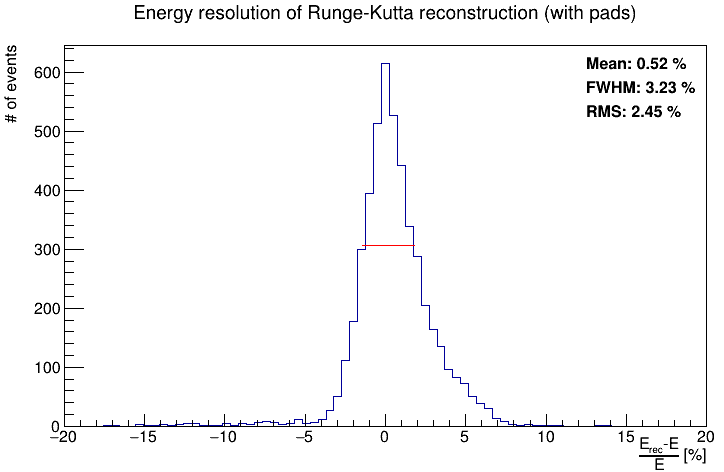 Energy resolution of Runge-Kutta reconstruction (with pads)
# of events
Mean: 0.52 %
FWHM: 3.23 %
RMS: 2.45 %
600
500
400
300
200
100
0
−20 −15 −10 −5 0 5 10 15 20
E_rec-E
E [%]